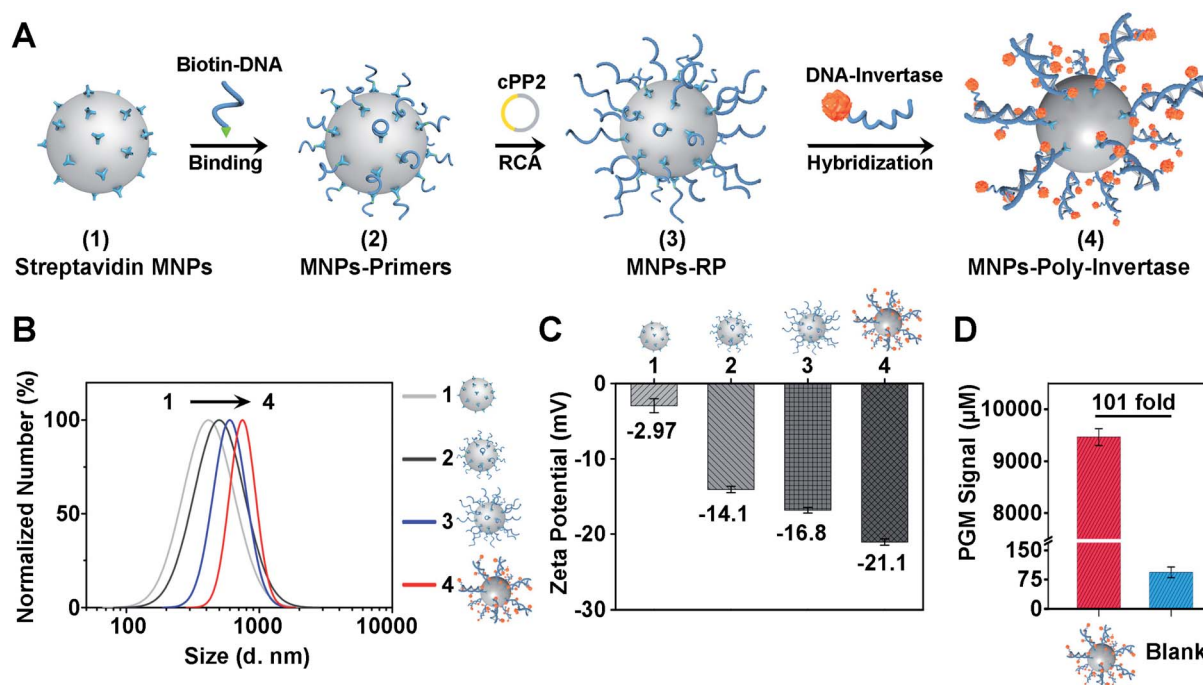 A
Biotin-DNA
Binding
cPP2
RCA
DNA-Invertase
Hybridization
(1)
Streptavidin MNPs
(2)
MNPs-Primers
(3)
MNPs-RP
(4)
MNPs-Poly-Invertase
B
Normalized Number (%)
100
50
0
1
4
100
1000
10000
Size (d. nm)
1
2
3
4
C
1
2
3
4
Zeta Potential (mV)
0
-10
-20
-30
-2.97
-14.1
-16.8
-21.1
D
PGM Signal (μM)
10000
9000
8000
150
75
0
101 fold
Blank